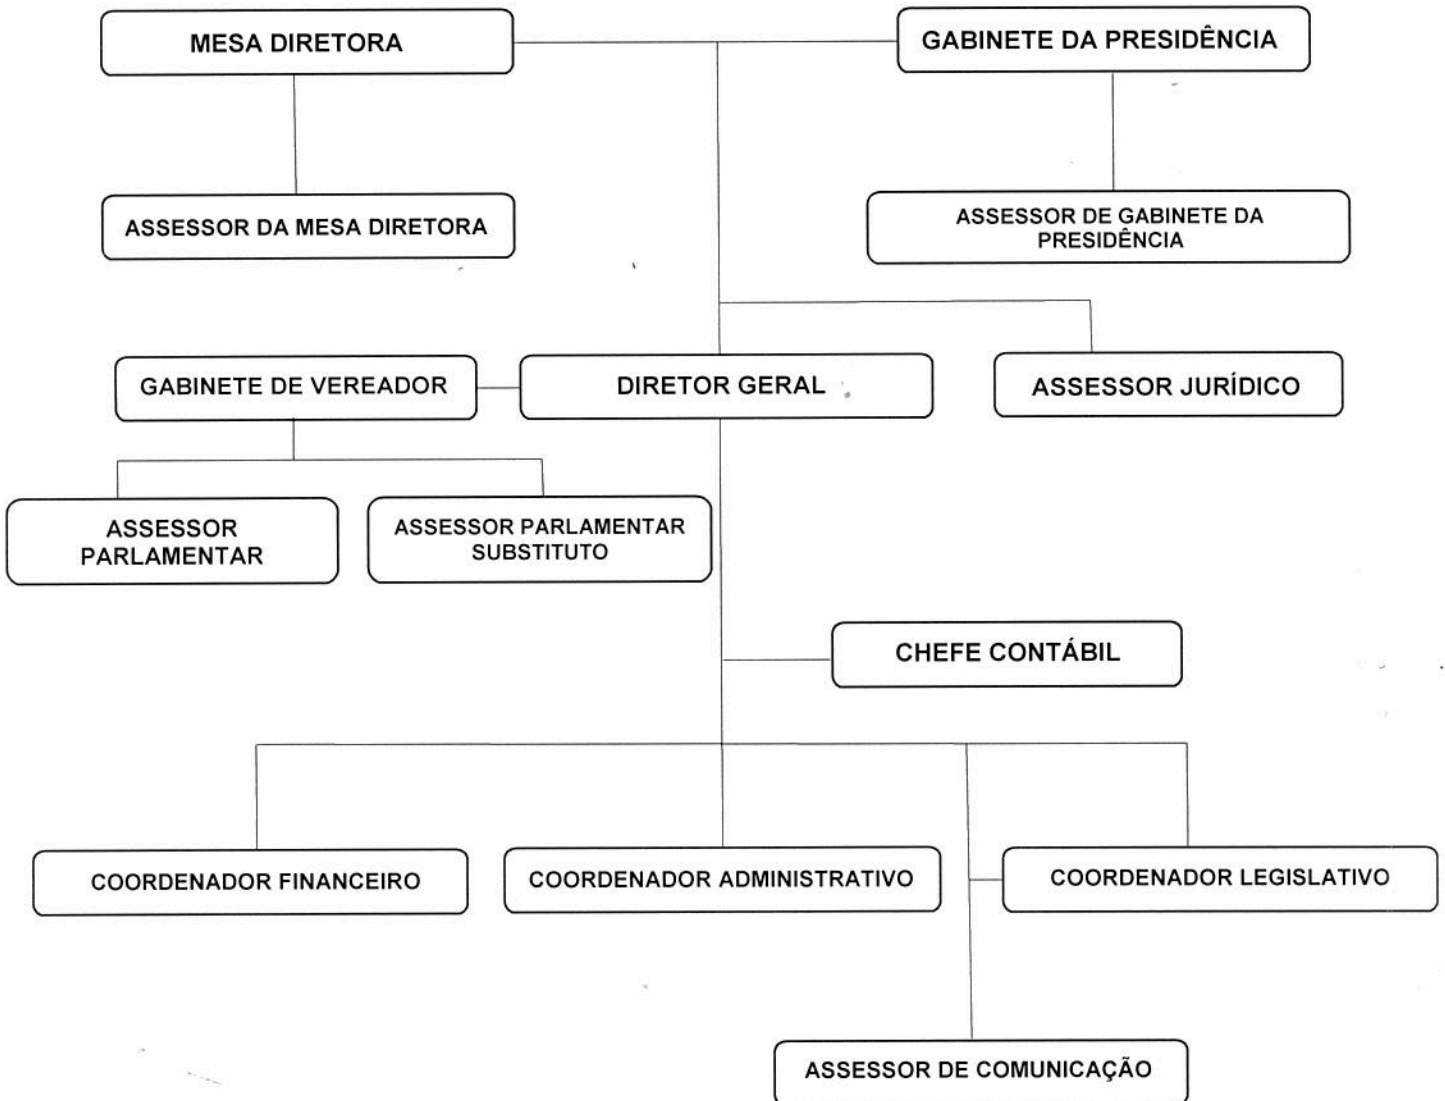 MESA DIRETORA
GABINETE DA PRESIDÊNCIA
ASSESSOR DA MESA DIRETORA
ASSESSOR DE GABINETE DA
PRESIDÊNCIA
GABINETE DE VEREADOR
DIRETOR GERAL
ASSESSOR JURÍDICO
ASSESSOR
PARLAMENTAR
ASSESSOR PARLAMENTAR
SUBSTITUTO
CHEFE CONTÁBIL
COORDENADOR FINANCEIRO
COORDENADOR ADMINISTRATIVO
COORDENADOR LEGISLATIVO
ASSESSOR DE COMUNICAÇÃO